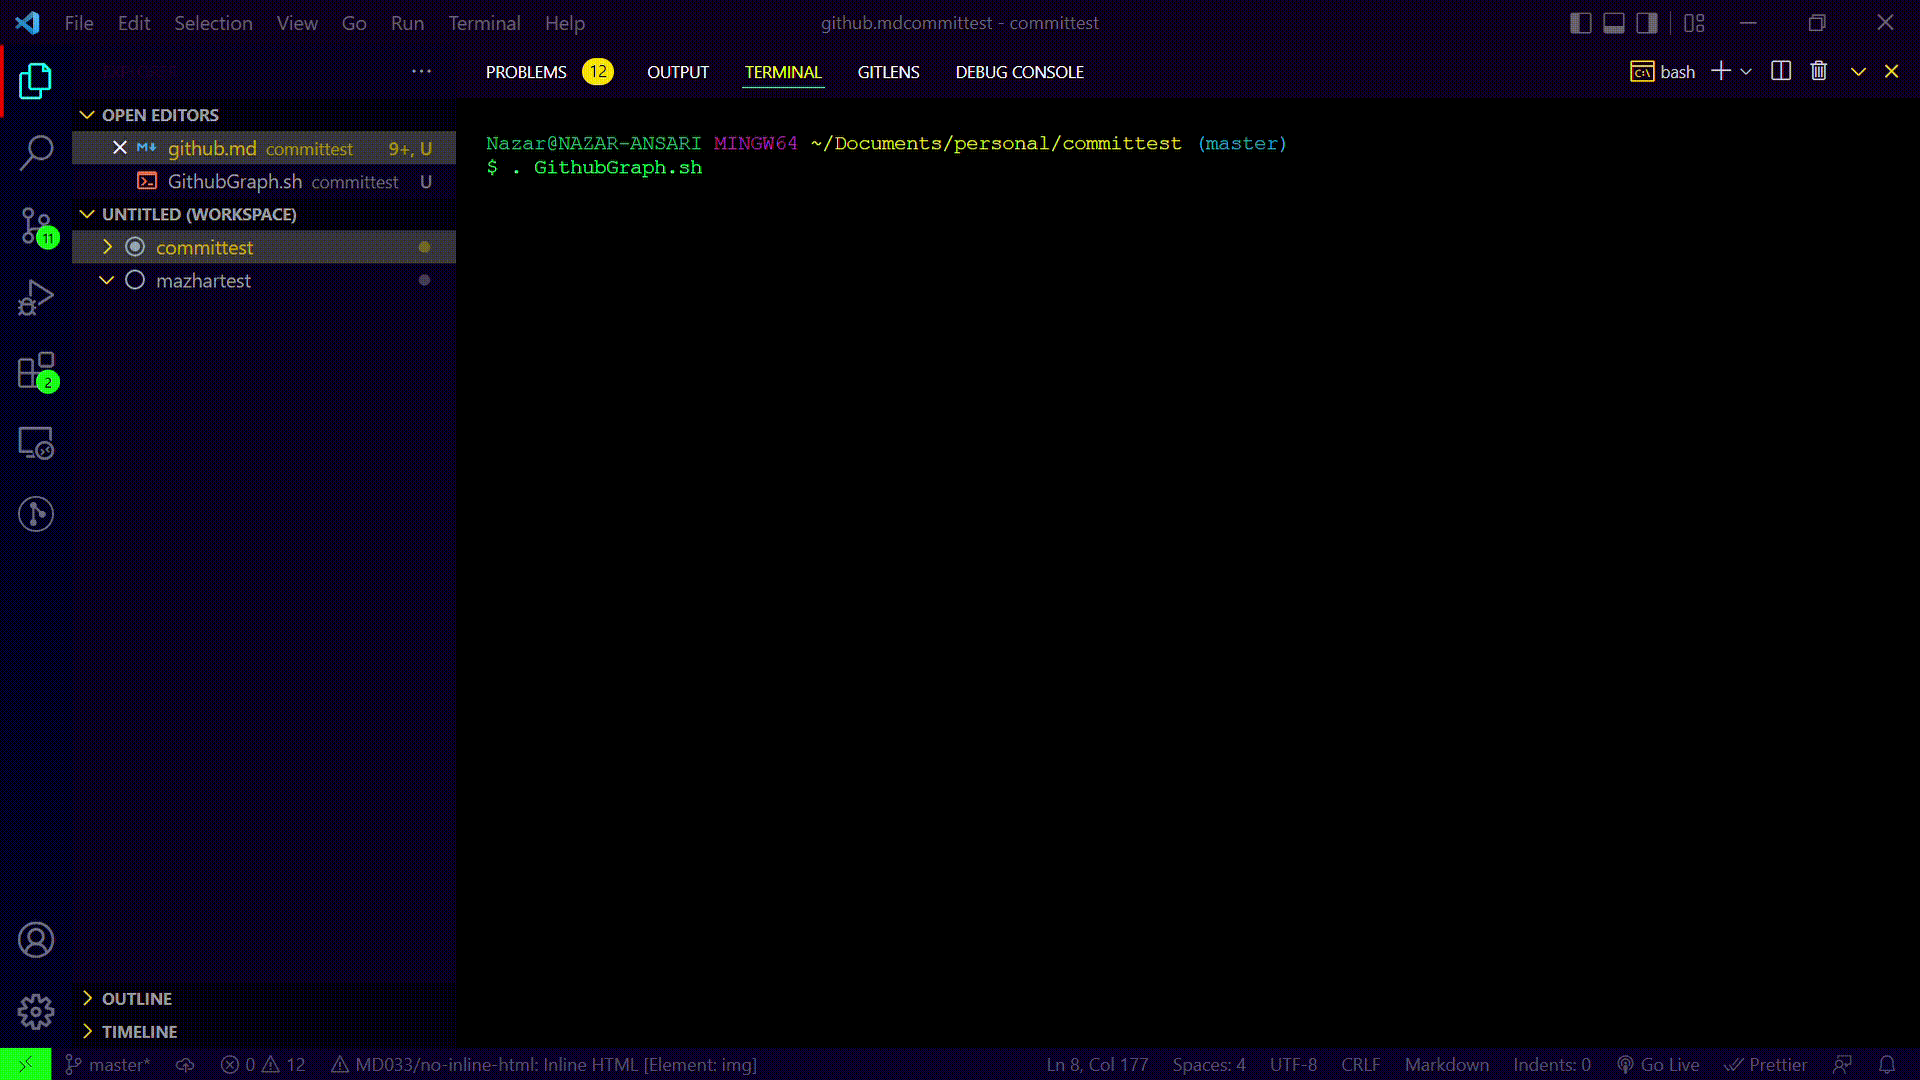 File Edit Selection View Go Run Terminal Help
github.mdcommittest - committest
EXPLORER
PROBLEMS 12 OUTPUT TERMINAL GITLENS DEBUG CONSOLE
bash
OPEN EDITORS
github.md committest 9+, U
GithubGraph.sh committest U
UNTITLED (WORKSPACE)
committest
mazhartest
Nazar@NAZAR-ANSARI MINGW64 ~/Documents/personal/committest (master)
$ . GithubGraph.sh
11
2
OUTLINE
TIMELINE
master* 0 12 MD033/no-inline-html: Inline HTML [Element: img] Ln 8, Col 177 Spaces: 4 UTF-8 CRLF Markdown Indents: 0 Go Live Prettier